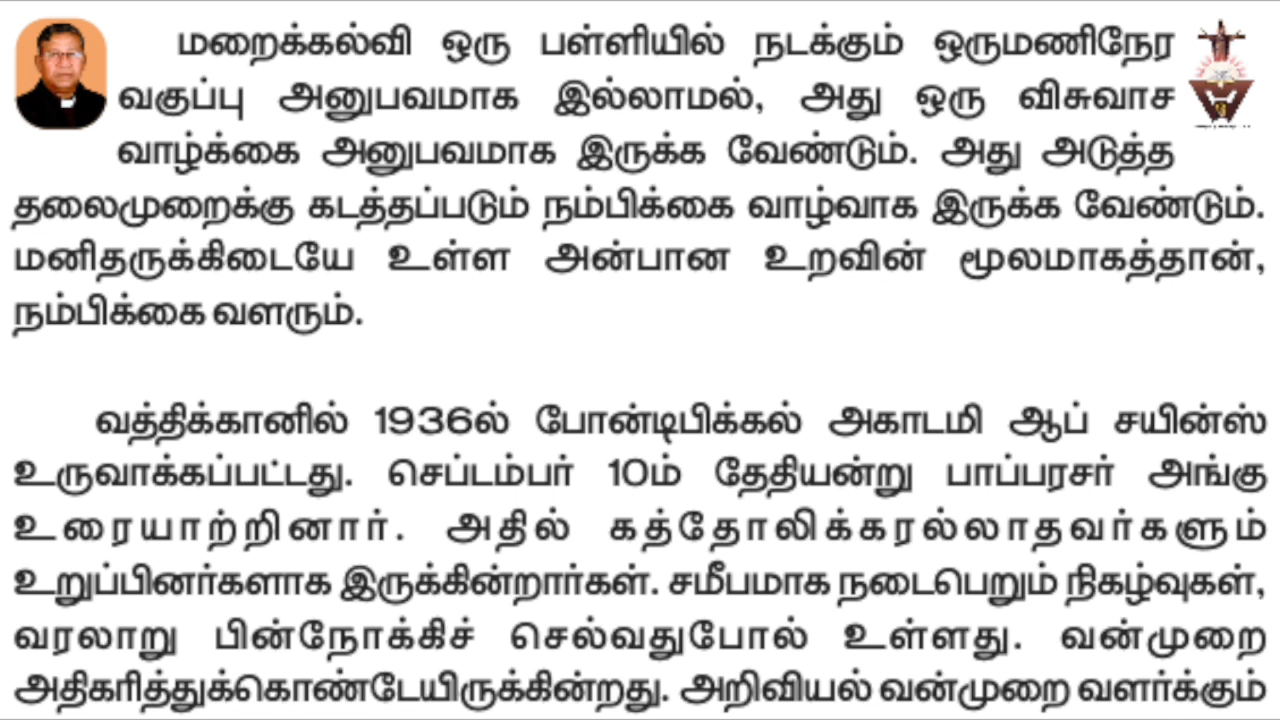 மறைக்கல்வி ஒரு பள்ளியில் நடக்கும் ஒருமணிநேர
வகுப்பு அனுபவமாக இல்லாமல், அது ஒரு விசுவாச
வாழ்க்கை அனுபவமாக இருக்க வேண்டும். அது அடுத்த
தலைமுறைக்கு கடத்தப்படும் நம்பிக்கை வாழ்வாக இருக்க வேண்டும்.
மனிதருக்கிடையே உள்ள அன்பான உறவின் மூலமாகத்தான்,
நம்பிக்கை வளரும்.
வத்திக்கானில் 1936ல் போன்டிபிக்கல் அகாடமி ஆப் சயின்ஸ்
உருவாக்கப்பட்டது. செப்டம்பர் 10ம் தேதியன்று பாப்பரசர் அங்கு
உரையாற்றினார். அதில் கத்தோலிக்கரல்லாதவர்களும்
உறுப்பினர்களாக இருக்கின்றார்கள். சமீபமாக நடைபெறும் நிகழ்வுகள்,
வரலாறு பின்நோக்கிச் செல்வதுபோல் உள்ளது. வன்முறை
அதிகரித்துக்கொண்டேயிருக்கின்றது. அறிவியல் வன்முறை வளர்க்கும்